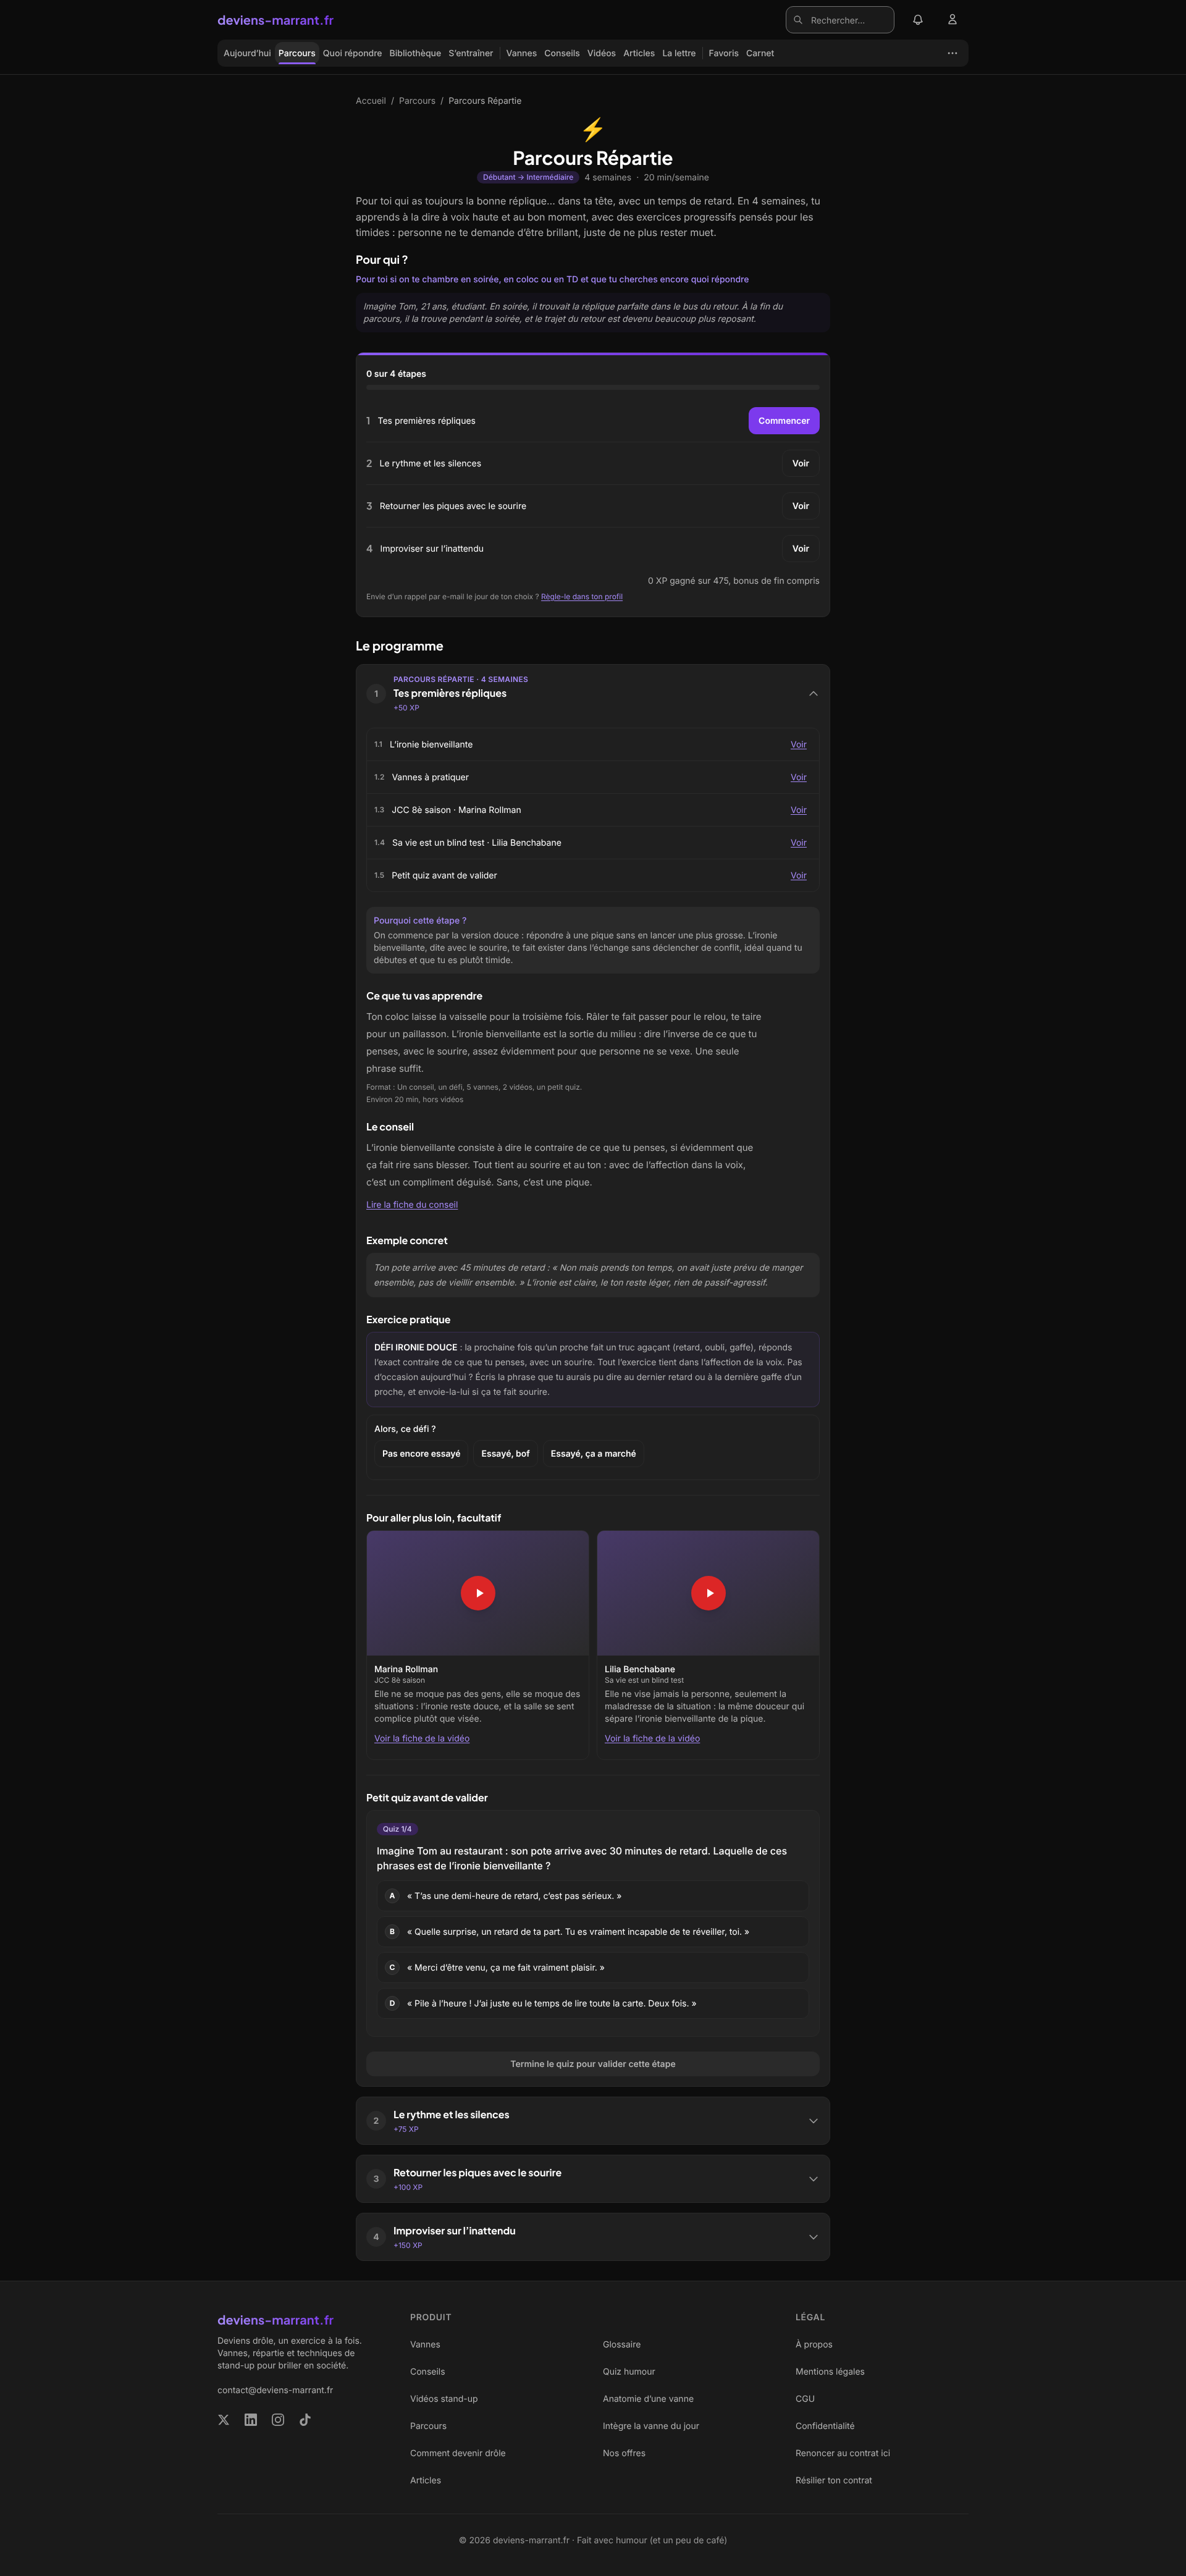 deviens-marrant.fr
Rechercher...
Aujourd'hui Parcours Quoi répondre Bibliothèque S'entraîner Vannes Conseils Vidéos Articles La lettre Favoris Carnet
Accueil / Parcours / Parcours Répartie
Parcours Répartie
Débutant → Intermédiaire 4 semaines · 20 min/semaine
Pour toi qui as toujours la bonne réplique… dans ta tête, avec un temps de retard. En 4 semaines, tu
apprends à la dire à voix haute et au bon moment, avec des exercices progressifs pensés pour les
timides : personne ne te demande d'être brillant, juste de ne plus rester muet.
Pour qui ?
Pour toi si on te chambre en soirée, en coloc ou en TD et que tu cherches encore quoi répondre
Imagine Tom, 21 ans, étudiant. En soirée, il trouvait la réplique parfaite dans le bus du retour. À la fin du
parcours, il la trouve pendant la soirée, et le trajet du retour est devenu beaucoup plus reposant.
0 sur 4 étapes
1 Tes premières répliques Commencer
2 Le rythme et les silences Voir
3 Retourner les piques avec le sourire Voir
4 Improviser sur l'inattendu Voir
0 XP gagné sur 475, bonus de fin compris
Envie d'un rappel par e-mail le jour de ton choix ? Règle-le dans ton profil
Le programme
PARCOURS RÉPARTIE · 4 SEMAINES
1 Tes premières répliques
+50 XP
1.1 L'ironie bienveillante Voir
1.2 Vannes à pratiquer Voir
1.3 JCC 8è saison · Marina Rollman Voir
1.4 Sa vie est un blind test · Lilia Benchabane Voir
1.5 Petit quiz avant de valider Voir
Pourquoi cette étape ?
On commence par la version douce : répondre à une pique sans en lancer une plus grosse. L'ironie
bienveillante, dite avec le sourire, te fait exister dans l'échange sans déclencher de conflit, idéal quand tu
débutes et que tu es plutôt timide.
Ce que tu vas apprendre
Ton coloc laisse la vaisselle pour la troisième fois. Râler te fait passer pour le relou, te taire
pour un paillasson. L'ironie bienveillante est la sortie du milieu : dire l'inverse de ce que tu
penses, avec le sourire, assez évidemment pour que personne ne se vexe. Une seule
phrase suffit.
Format : Un conseil, un défi, 5 vannes, 2 vidéos, un petit quiz.
Environ 20 min, hors vidéos
Le conseil
L'ironie bienveillante consiste à dire le contraire de ce que tu penses, si évidemment que
ça fait rire sans blesser. Tout tient au sourire et au ton : avec de l'affection dans la voix,
c'est un compliment déguisé. Sans, c'est une pique.
Lire la fiche du conseil
Exemple concret
Ton pote arrive avec 45 minutes de retard : « Non mais prends ton temps, on avait juste prévu de manger
ensemble, pas de vieillir ensemble. » L'ironie est claire, le ton reste léger, rien de passif-agressif.
Exercice pratique
DÉFI IRONIE DOUCE : la prochaine fois qu'un proche fait un truc agaçant (retard, oubli, gaffe), réponds
l'exact contraire de ce que tu penses, avec un sourire. Tout l'exercice tient dans l'affection de la voix. Pas
d'occasion aujourd'hui ? Écris la phrase que tu aurais pu dire au dernier retard ou à la dernière gaffe d'un
proche, et envoie-la-lui si ça te fait sourire.
Alors, ce défi ?
Pas encore essayé Essayé, bof Essayé, ça a marché
Pour aller plus loin, facultatif
Marina Rollman
JCC 8è saison
Elle ne se moque pas des gens, elle se moque des
situations : l'ironie reste douce, et la salle se sent
complice plutôt que visée.
Voir la fiche de la vidéo
Lilia Benchabane
Sa vie est un blind test
Elle ne vise jamais la personne, seulement la
maladresse de la situation : la même douceur qui
sépare l'ironie bienveillante de la pique.
Voir la fiche de la vidéo
Petit quiz avant de valider
Quiz 1/4
Imagine Tom au restaurant : son pote arrive avec 30 minutes de retard. Laquelle de ces
phrases est de l'ironie bienveillante ?
A « T'as une demi-heure de retard, c'est pas sérieux. »
B « Quelle surprise, un retard de ta part. Tu es vraiment incapable de te réveiller, toi. »
C « Merci d'être venu, ça me fait vraiment plaisir. »
D « Pile à l'heure ! J'ai juste eu le temps de lire toute la carte. Deux fois. »
Termine le quiz pour valider cette étape
2 Le rythme et les silences
+75 XP
3 Retourner les piques avec le sourire
+100 XP
4 Improviser sur l'inattendu
+150 XP
deviens-marrant.fr
Deviens drôle, un exercice à la fois.
Vannes, répartie et techniques de
stand-up pour briller en société.
contact@deviens-marrant.fr
PRODUIT
Vannes
Conseils
Vidéos stand-up
Parcours
Comment devenir drôle
Articles
Glossaire
Quiz humour
Anatomie d'une vanne
Intègre la vanne du jour
Nos offres
LÉGAL
À propos
Mentions légales
CGU
Confidentialité
Renoncer au contrat ici
Résilier ton contrat
© 2026 deviens-marrant.fr · Fait avec humour (et un peu de café)